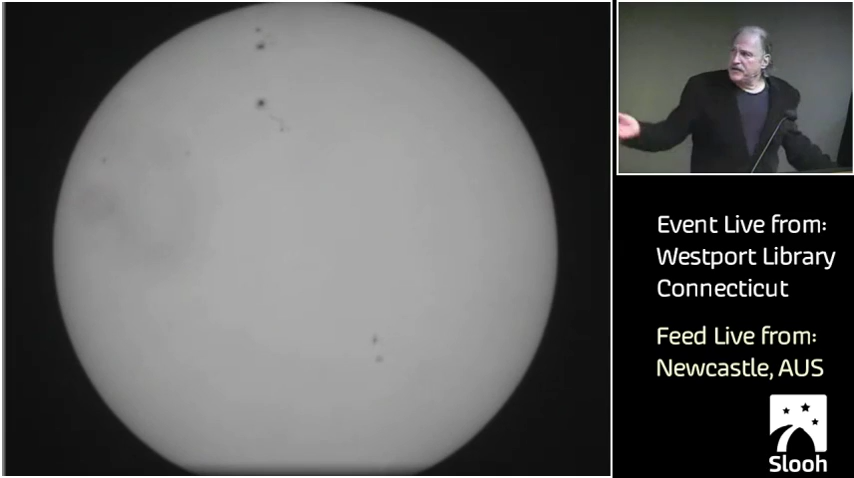 Event Live from:
Westport Library
Connecticut
Feed Live from:
Newcastle, AUS
Slooh